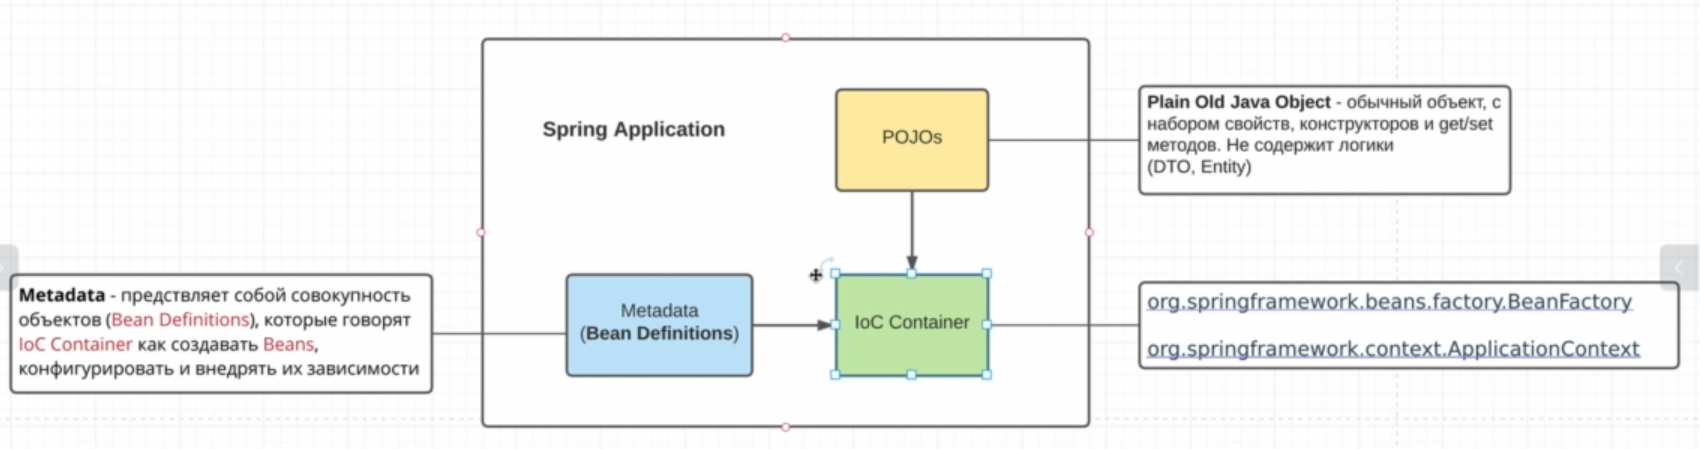 Spring Application
POJOs
Plain Old Java Object - обычный объект, с
набором свойств, конструкторов и get/set
методов. Не содержит логики
(DTO, Entity)
Metadata - предствляет собой совокупность
объектов (Bean Definitions), которые говорят
IoC Container как создавать Beans,
конфигурировать и внедрять их зависимости
Metadata
(Bean Definitions)
IoC Container
org.springframework.beans.factory.BeanFactory
org.springframework.context.ApplicationContext